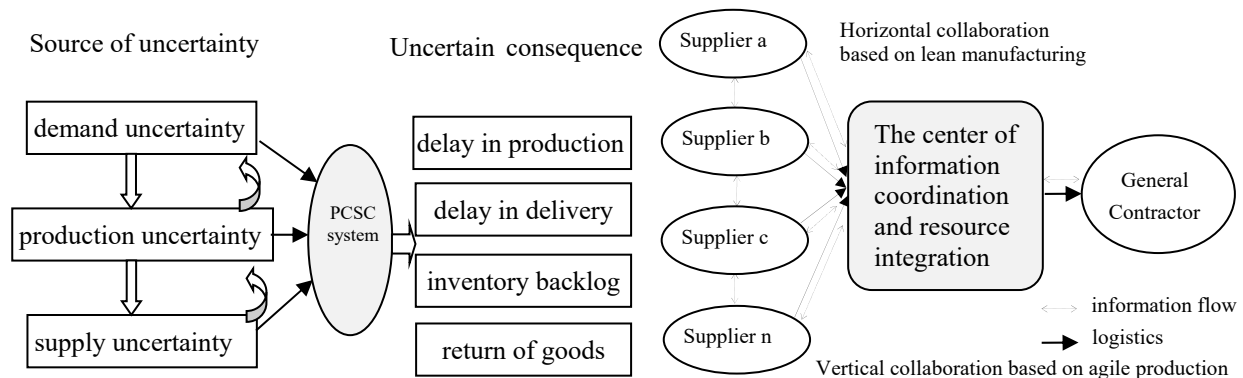 Source of uncertainty
demand uncertainty
production uncertainty
supply uncertainty
PCSC
system
Uncertain consequence
delay in production
delay in delivery
inventory backlog
return of goods
Supplier a
Supplier b
Supplier c
Supplier n
Horizontal collaboration
based on lean manufacturing
The center of
information
coordination
and resource
integration
General
Contractor
information flow
logistics
Vertical collaboration based on agile production